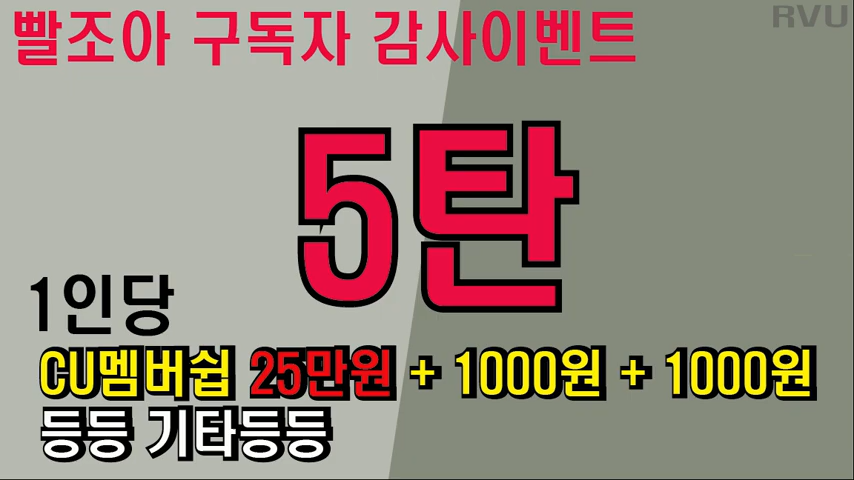 빨조아 구독자 감사이벤트
RVU
5탄
1인당
CU멤버쉽 25만원 + 1000원 + 1000원
등등 기타등등